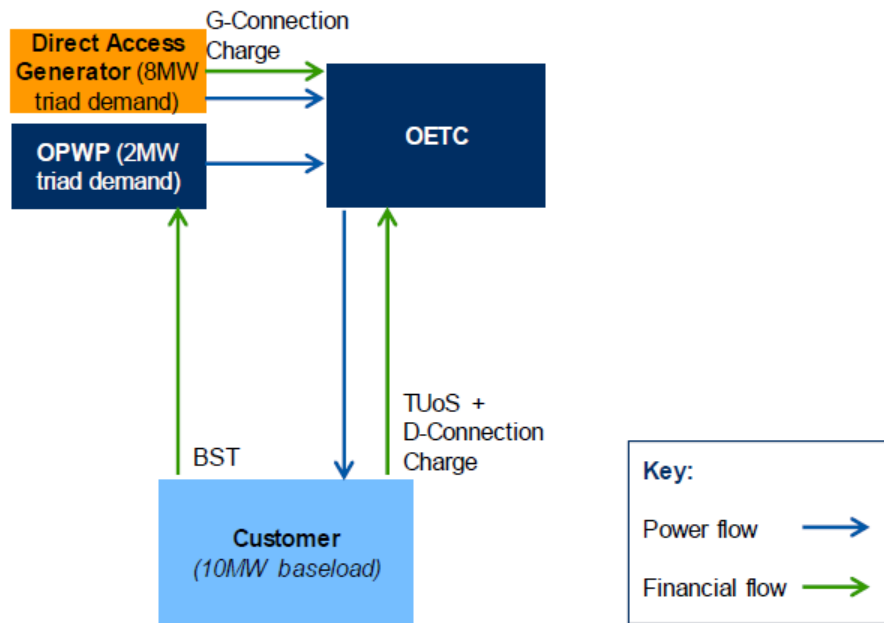 G-Connection
Charge
Direct Access
Generator (8MW
triad demand)
OPWP (2MW
triad demand)
OETC
BST
TUoS +
D-Connection
Charge
Customer
(10MW baseload)
Key:
Power flow
Financial flow